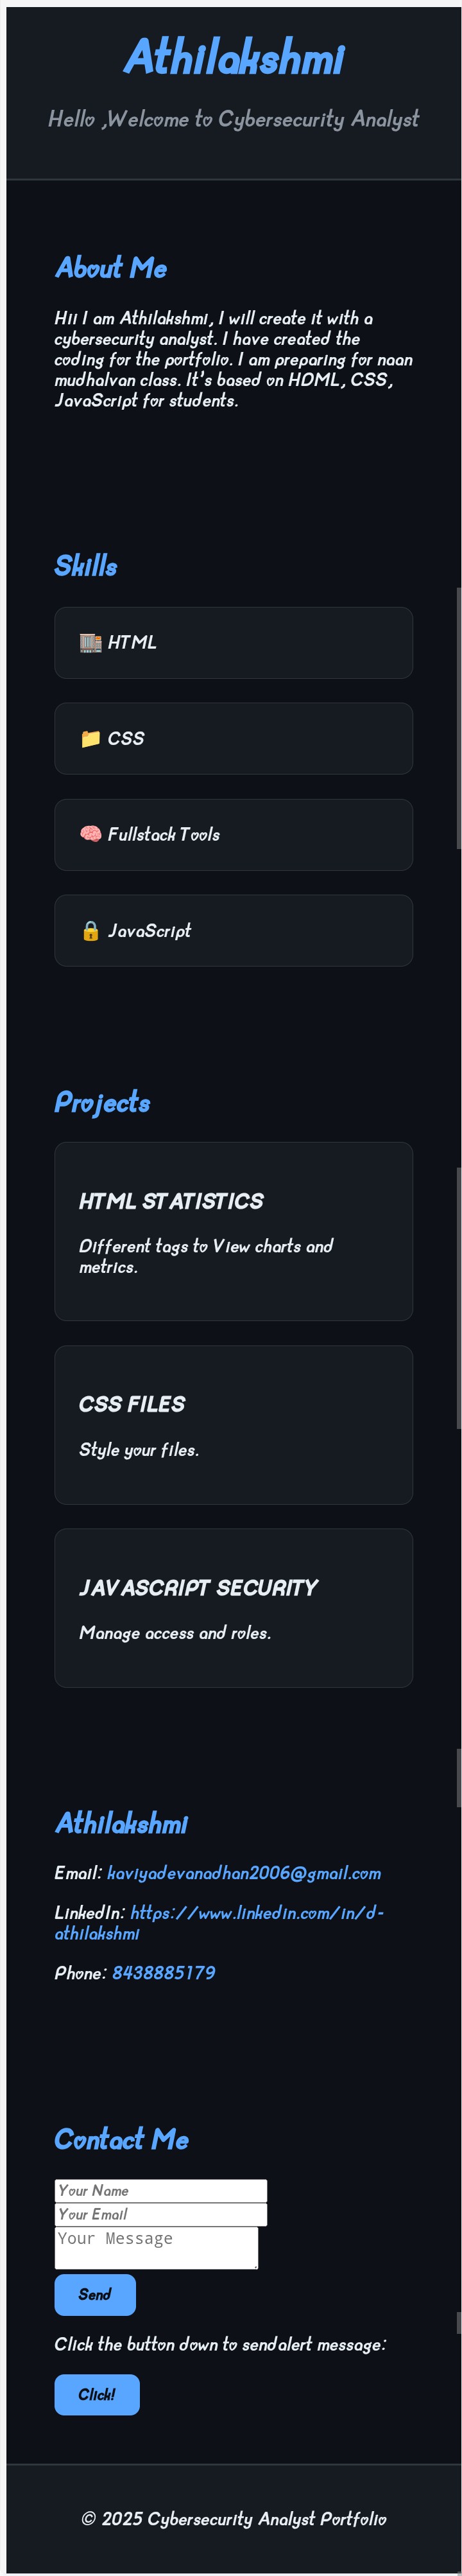 Athilakshmi
Hello ,Welcome to Cybersecurity Analyst
About Me
Hii I am Athilakshmi, I will create it with a
cybersecurity analyst. I have created the
coding for the portfolio. I am preparing for naan
mudhalvan class. It's based on HDML, CSS,
JavaScript for students.
Skills
🏬 HTML
📁 CSS
🧠 Fullstack Tools
🔒 JavaScript
Projects
HTML STATISTICS
Different tags to View charts and
metrics.
CSS FILES
Style your files.
JAVASCRIPT SECURITY
Manage access and roles.
Athilakshmi
Email: kaviyadevanadhan2006@gmail.com
LinkedIn: https://www.linkedin.com/in/d-
athilakshmi
Phone: 8438885179
Contact Me
Your Name
Your Email
Your Message
Send
Click the button down to sendalert message:
Click!
© 2025 Cybersecurity Analyst Portfolio